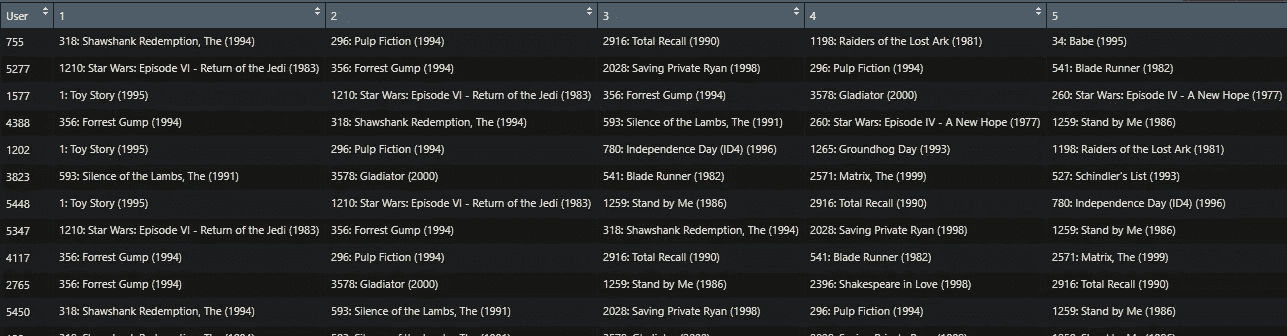 User 1 2 3 4 5
755 318: Shawshank Redemption, The (1994) 296: Pulp Fiction (1994) 2916: Total Recall (1990) 1198: Raiders of the Lost Ark (1981) 34: Babe (1995)
5277 1210: Star Wars: Episode VI - Return of the Jedi (1983) 356: Forrest Gump (1994) 2028: Saving Private Ryan (1998) 296: Pulp Fiction (1994) 541: Blade Runner (1982)
1577 1: Toy Story (1995) 1210: Star Wars: Episode VI - Return of the Jedi (1983) 356: Forrest Gump (1994) 3578: Gladiator (2000) 260: Star Wars: Episode IV - A New Hope (1977)
4388 356: Forrest Gump (1994) 318: Shawshank Redemption, The (1994) 593: Silence of the Lambs, The (1991) 260: Star Wars: Episode IV - A New Hope (1977) 1259: Stand by Me (1986)
1202 1: Toy Story (1995) 296: Pulp Fiction (1994) 780: Independence Day (ID4) (1996) 1265: Groundhog Day (1993) 1198: Raiders of the Lost Ark (1981)
3823 593: Silence of the Lambs, The (1991) 3578: Gladiator (2000) 541: Blade Runner (1982) 2571: Matrix, The (1999) 527: Schindler's List (1993)
5448 1: Toy Story (1995) 1210: Star Wars: Episode VI - Return of the Jedi (1983) 1259: Stand by Me (1986) 2916: Total Recall (1990) 780: Independence Day (ID4) (1996)
5347 1210: Star Wars: Episode VI - Return of the Jedi (1983) 356: Forrest Gump (1994) 318: Shawshank Redemption, The (1994) 2028: Saving Private Ryan (1998) 1259: Stand by Me (1986)
4117 356: Forrest Gump (1994) 296: Pulp Fiction (1994) 2916: Total Recall (1990) 541: Blade Runner (1982) 2571: Matrix, The (1999)
2765 356: Forrest Gump (1994) 3578: Gladiator (2000) 1259: Stand by Me (1986) 2396: Shakespeare in Love (1998) 2916: Total Recall (1990)
5450 318: Shawshank Redemption, The (1994) 593: Silence of the Lambs, The (1991) 2028: Saving Private Ryan (1998) 296: Pulp Fiction (1994) 1259: Stand by Me (1986)